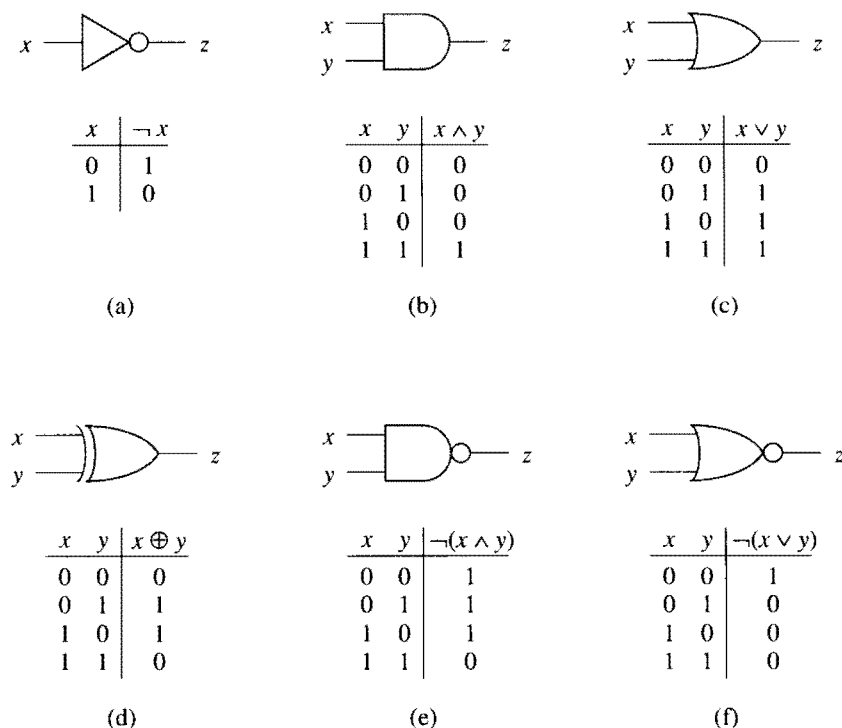 x z
x
y z
x
y z
x ¬ x
0 1
1 0
x y x ∧ y
0 0 0
0 1 0
1 0 0
1 1 1
x y x ∨ y
0 0 0
0 1 1
1 0 1
1 1 1
(a) (b) (c)
x
y z
x
y z
x
y z
x y x ⊕ y
0 0 0
0 1 1
1 0 1
1 1 0
x y ¬(x ∧ y)
0 0 1
0 1 1
1 0 1
1 1 0
x y ¬(x ∨ y)
0 0 1
0 1 0
1 0 0
1 1 0
(d) (e) (f)